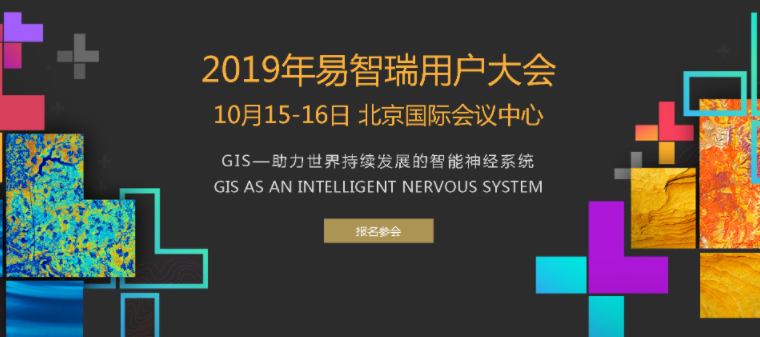 2019年易智瑞用户大会
10月15-16日 北京国际会议中心
GIS—助力世界持续发展的智能神经系统
GIS AS AN INTELLIGENT NERVOUS SYSTEM
报名参会